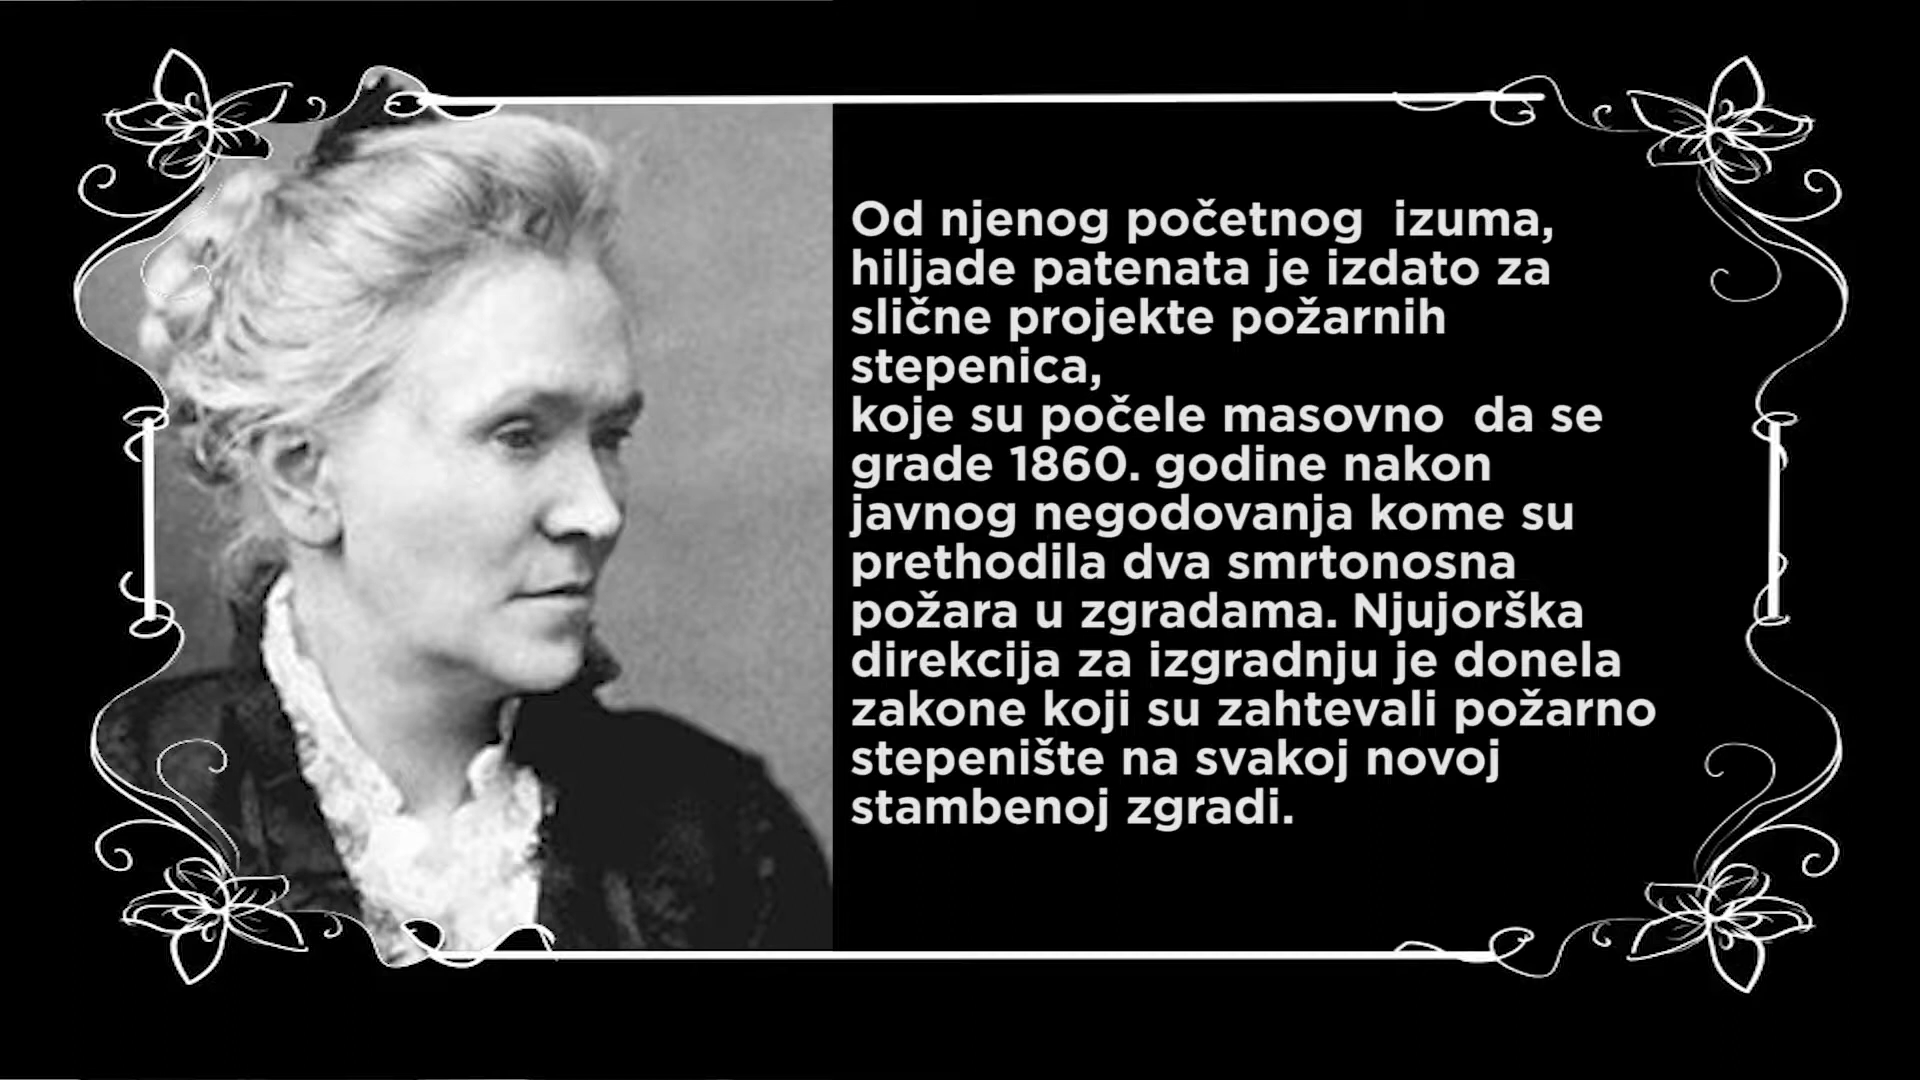 Od njenog početnog  izuma,
hiljade patenata je izdato za
slične projekte požarnih
stepenica,
koje su počele masovno  da se
grade 1860. godine nakon
javnog negodovanja kome su
prethodila dva smrtonosna
požara u zgradama. Njujorška
direkcija za izgradnju je donela
zakone koji su zahtevali požarno
stepenište na svakoj novoj
stambenoj zgradi.